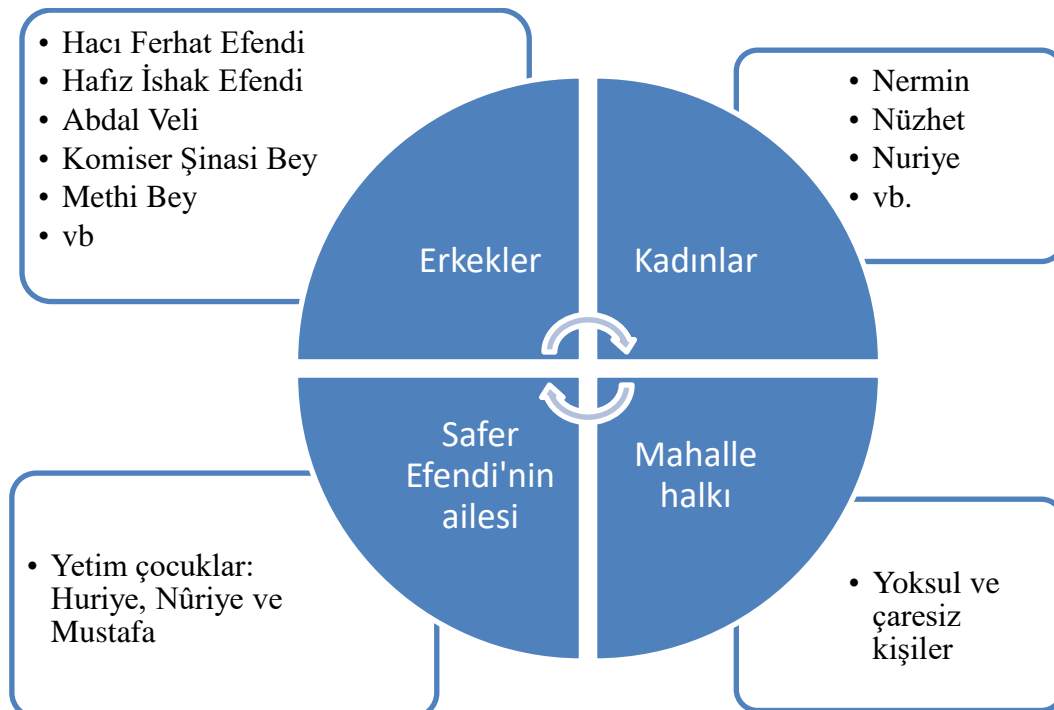 • Hacı Ferhat Efendi
• Hafız İshak Efendi
• Abdal Veli
• Komiser Şinasi Bey
• Methi Bey
• vb
Erkekler
• Nermin
• Nüzhet
• Nuriye
• vb.
Kadınlar
Safer
Efendi'nin
ailesi
• Yetim çocuklar:
Huriye, Nûriye ve
Mustafa
Mahalle
halkı
• Yoksul ve
çaresiz
kişiler